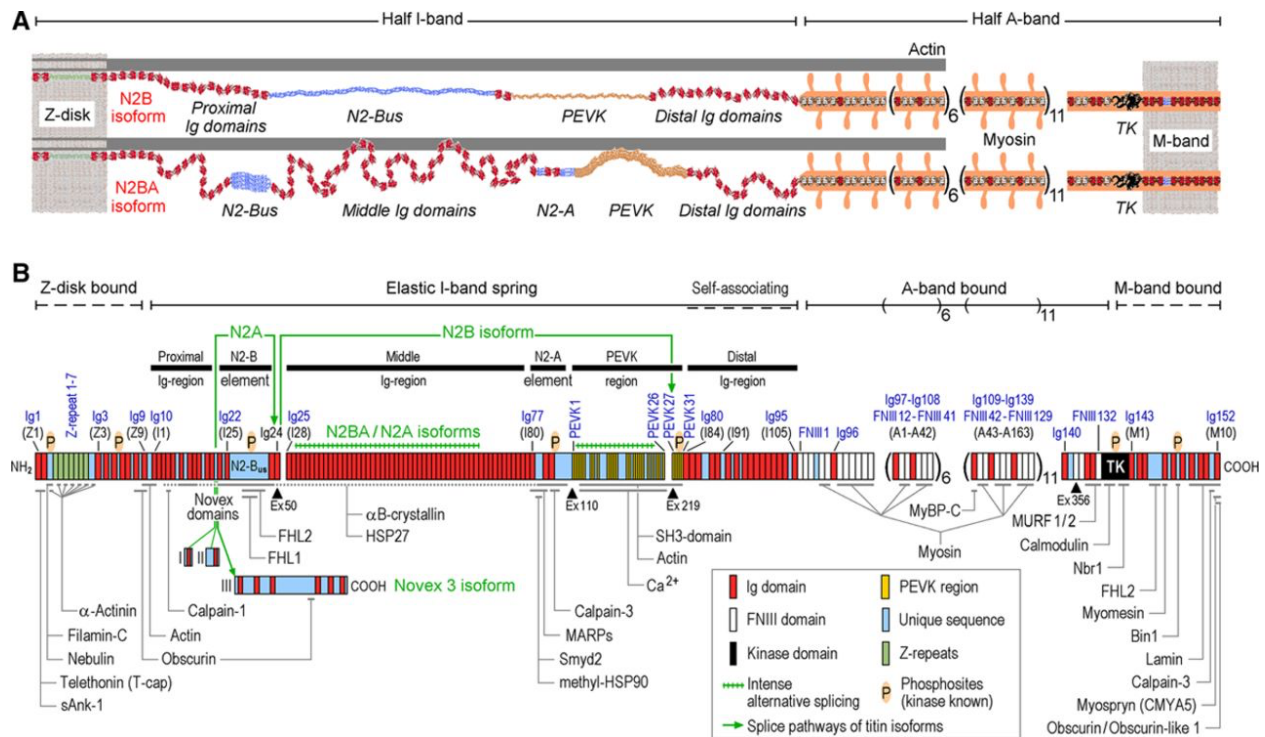 A
Half I-band
Half A-band
Actin
Z-disk
N2B
isoform
Proximal
Ig domains
N2-Bus
PEVK
Distal Ig domains
6
11
Myosin
TK
M-band
N2BA
isoform
N2-Bus
Middle Ig domains
N2-A
PEVK
Distal Ig domains
6
11
TK
B
Z-disk bound
Elastic I-band spring
Self-associating
A-band bound
6
11
M-band bound
N2A
N2B isoform
Proximal
Ig-region
N2-B
element
Middle
Ig-region
N2-A
element
PEVK
region
Distal
Ig-region
Ig1
(Z1)
P
Z-repeat 1-7
Ig3
(Z3)
P
Ig9
(Z9)
Ig10
(I1)
Ig22
(I25)
P
Ig24
Ig25
(I28)
N2BA / N2A isoforms
Ig77
(I80)
P
PEVK1
PEVK26
PEVK27
P
PEVK31
Ig80
(I84)
(I91)
Ig95
(I105)
FNIII 1
Ig96
Ig97-Ig108
FNIII 12-FNIII 41
(A1-A42)
Ig109-Ig139
FNIII 42-FNIII 129
(A43-A163)
Ig140
FNIII 132
P
Ig143
(M1)
P
Ig152
(M10)
NH2
N2-Bus
6
11
TK
COOH
Novex
domains
Ex50
Ex110
Ex219
Ex356
I
II
III
COOH
Novex 3 isoform
FHL2
FHL1
αB-crystallin
HSP27
SH3-domain
Actin
Ca2+
MyBP-C
Myosin
MURF1/2
Calmodulin
Nbr1
FHL2
Myomesin
Bin1
Lamin
Calpain-3
Myospryn (CMYA5)
Obscurin/Obscurin-like 1
α-Actinin
Filamin-C
Nebulin
Telethonin (T-cap)
sAnk-1
Calpain-1
Actin
Obscurin
Calpain-3
MARPs
Smyd2
methyl-HSP90
Ig domain
FNIII domain
Kinase domain
Intense
alternative splicing
Splice pathways of titin isoforms
PEVK region
Unique sequence
Z-repeats
P
Phosphosites
(kinase known)